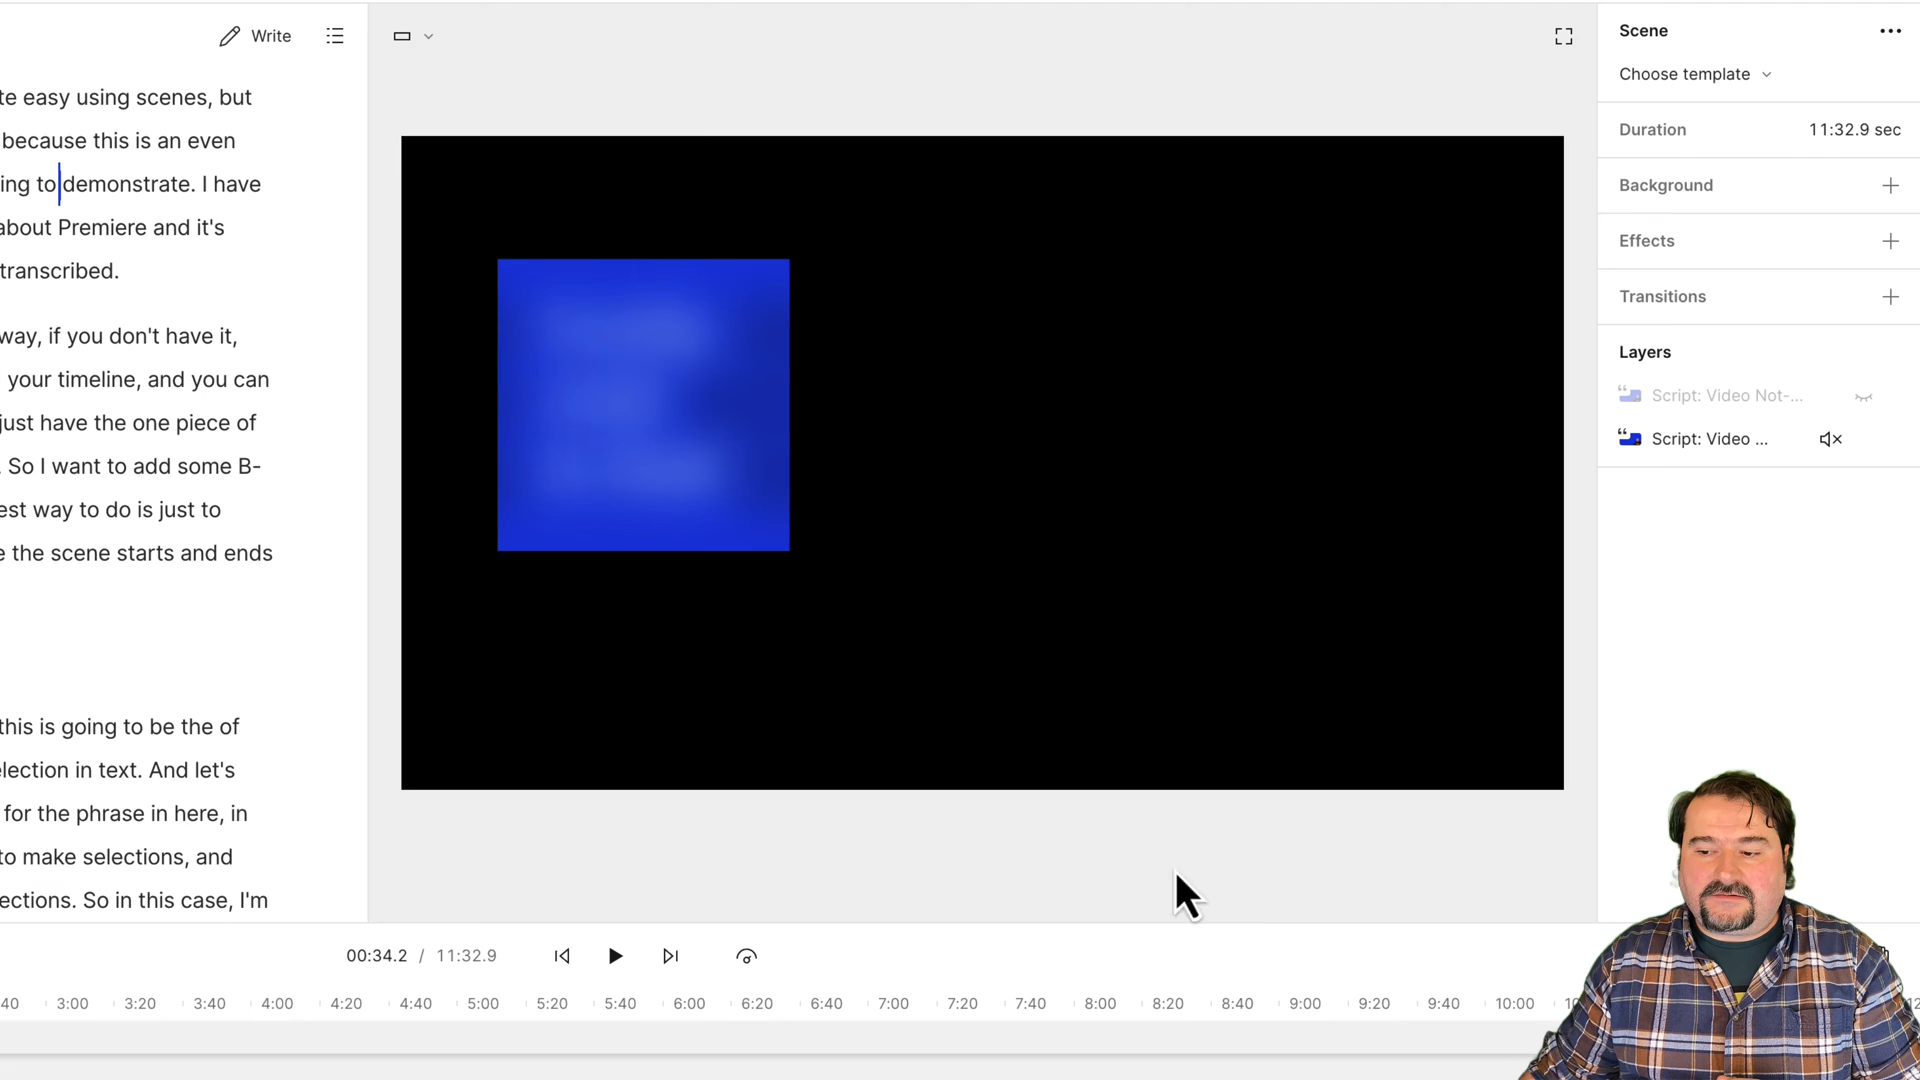 Write
te easy using scenes, but
because this is an even
ing to demonstrate. I have
about Premiere and it's
transcribed.
way, if you don't have it,
your timeline, and you can
just have the one piece of
. So I want to add some B-
est way to do is just to
e the scene starts and ends
this is going to be the of
election in text. And let's
for the phrase in here, in
to make selections, and
ections. So in this case, I'm
Scene
Choose template
Duration 11:32.9 sec
Background
Effects
Transitions
Layers
Script: Video Not-...
Script: Video ...
00:34.2 / 11:32.9
40 3:00 3:20 3:40 4:00 4:20 4:40 5:00 5:20 5:40 6:00 6:20 6:40 7:00 7:20 7:40 8:00 8:20 8:40 9:00 9:20 9:40 10:00